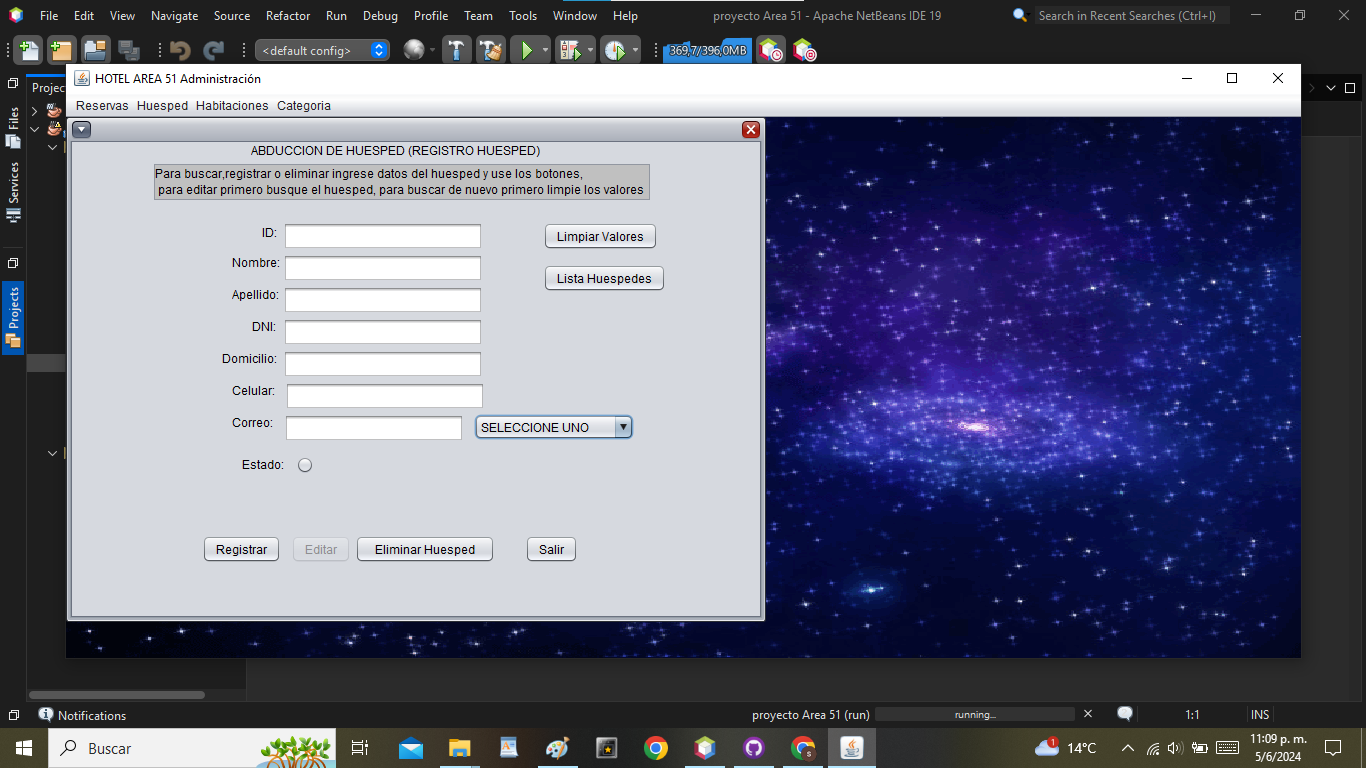 File Edit View Navigate Source Refactor Run Debug Profile Team Tools Window Help
proyecto Area 51 - Apache NetBeans IDE 19
Search in Recent Searches (Ctrl+I)
<default config>
369,7/396,0MB
Projec
Files
Services
Projects
HOTEL AREA 51 Administración
Reservas Huesped Habitaciones Categoria
ABDUCCION DE HUESPED (REGISTRO HUESPED)
Para buscar,registrar o eliminar ingrese datos del huesped y use los botones,
para editar primero busque el huesped, para buscar de nuevo primero limpie los valores
ID:
Limpiar Valores
Nombre:
Lista Huespedes
Apellido:
DNI:
Domicilio:
Celular:
Correo:
SELECCIONE UNO
Estado:
Registrar
Editar
Eliminar Huesped
Salir
Notifications
proyecto Area 51 (run)
running...
1:1
INS
Buscar
1
14°C
11:09 p. m.
5/6/2024